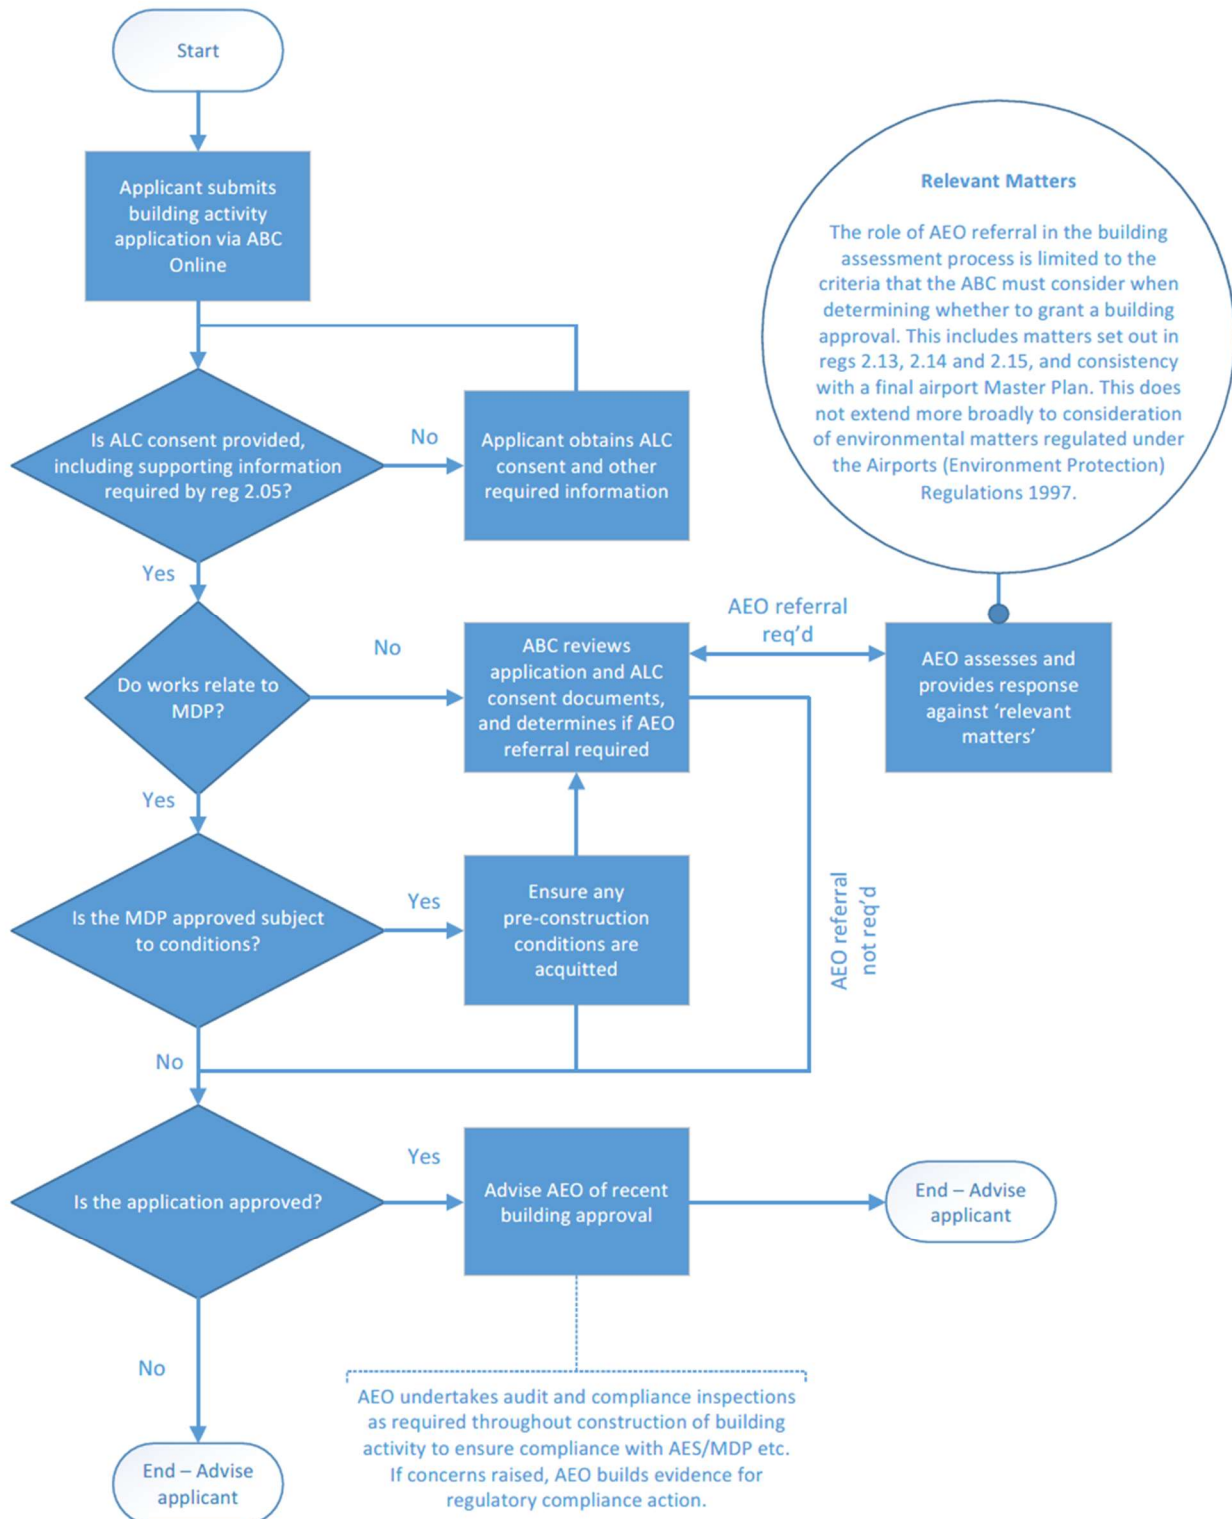 Start
Applicant submits
building activity
application via ABC
Online
Relevant Matters
The role of AEO referral in the building
assessment process is limited to the
criteria that the ABC must consider when
determining whether to grant a building
approval. This includes matters set out in
regs 2.13, 2.14 and 2.15, and consistency
with a final airport Master Plan. This does
not extend more broadly to consideration
of environmental matters regulated under
the Airports (Environment Protection)
Regulations 1997.
Is ALC consent provided,
including supporting information
required by reg 2.05?
No
Applicant obtains ALC
consent and other
required information
Yes
Do works relate to
MDP?
No
ABC reviews
application and ALC
consent documents,
and determines if AEO
referral required
AEO referral
req’d
AEO assesses and
provides response
against ‘relevant
matters’
Yes
Is the MDP approved subject
to conditions?
Yes
Ensure any
pre-construction
conditions are
acquitted
AEO referral
not req’d
No
Is the application approved?
Yes
Advise AEO of recent
building approval
End – Advise
applicant
No
AEO undertakes audit and compliance inspections
as required throughout construction of building
activity to ensure compliance with AES/MDP etc.
If concerns raised, AEO builds evidence for
regulatory compliance action.
End – Advise
applicant